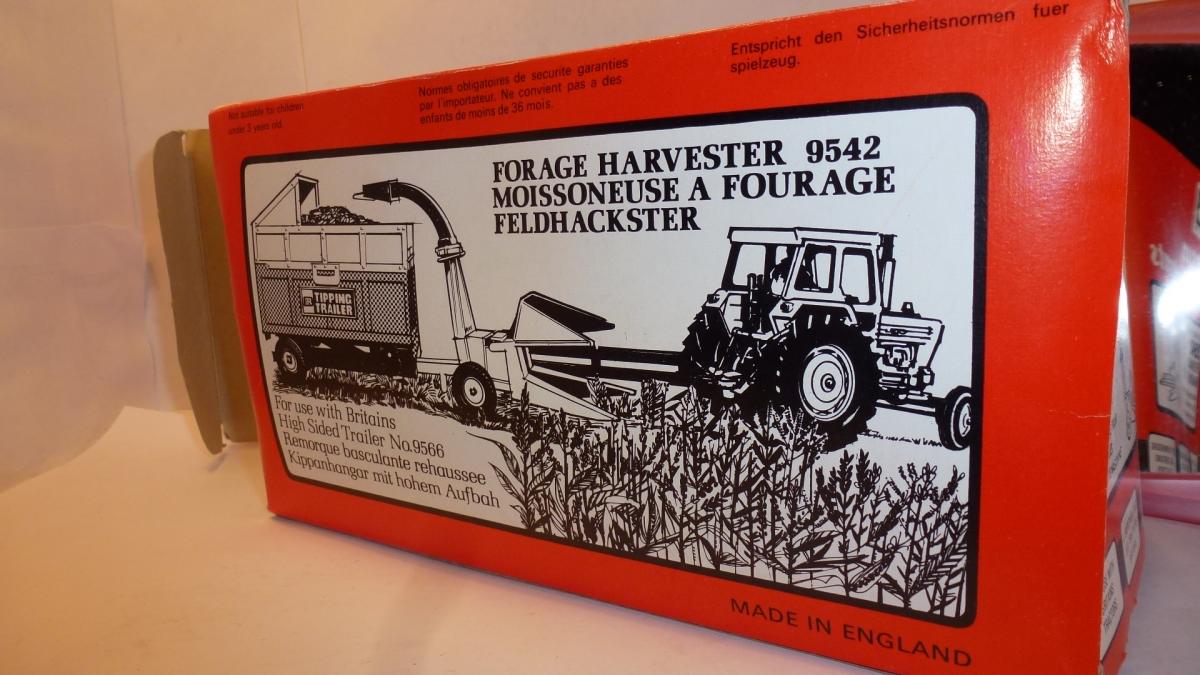 Not suitable for children
under 3 years old.
Normes obligatoires de securite garanties
par l'importateur. Ne convient pas a des
enfants de moins de 36 mois.
Entspricht den Sicherheitsnormen fuer
spielzeug.
FORAGE HARVESTER 9542
MOISSONEUSE A FOURAGE
FELDHACKSTER
TIPPING
TRAILER
For use with Britains
High Sided Trailer No.9566
Remorque basculante rehaussee
Kippanhangar mit hohem Aufbah
MADE IN ENGLAND